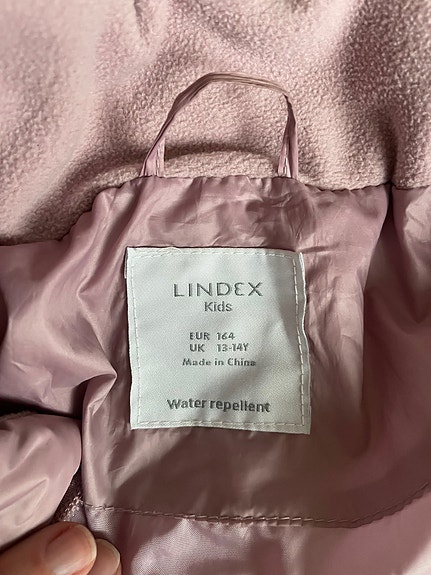 LINDEX
Kids
EUR 164
UK 13-14Y
Made in China
Water repellent